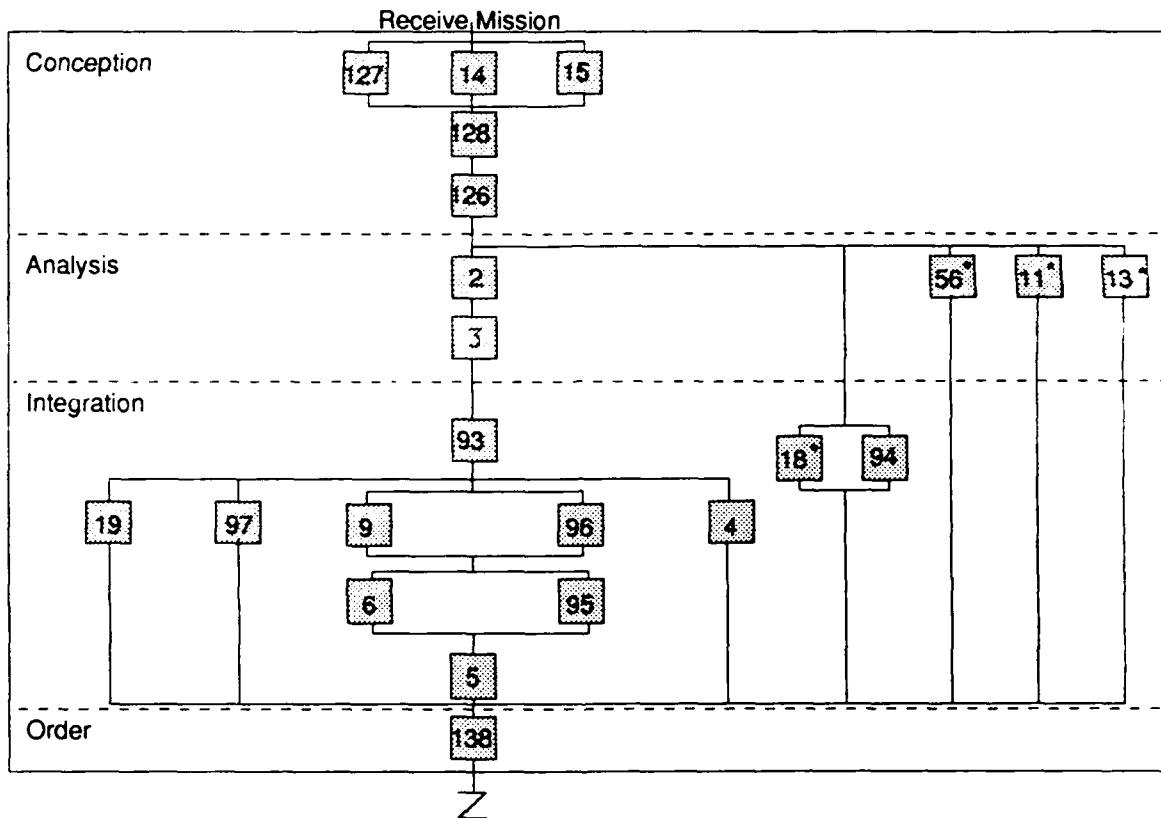 Receive Mission
Conception
127 14 15
128
126
Analysis
2 56* 11* 13*
3
Integration
93
18* 94
19 97 9 96 4
6 95
5
Order
138
Z